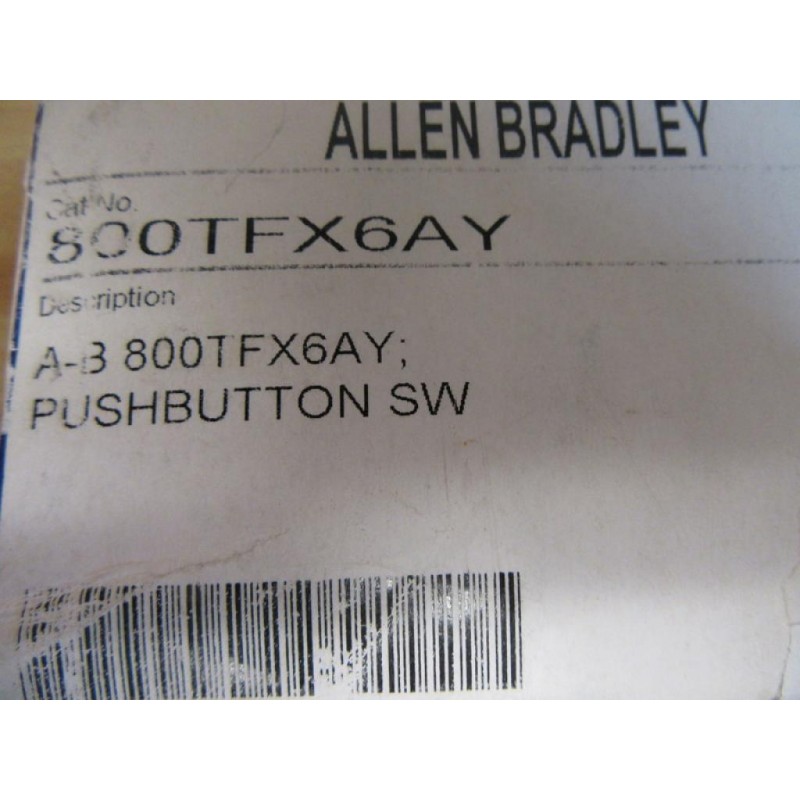 ALLEN BRADLEY
Cat No.
800TFX6AY
Description
A-B 800TFX6AY;
PUSHBUTTON SW